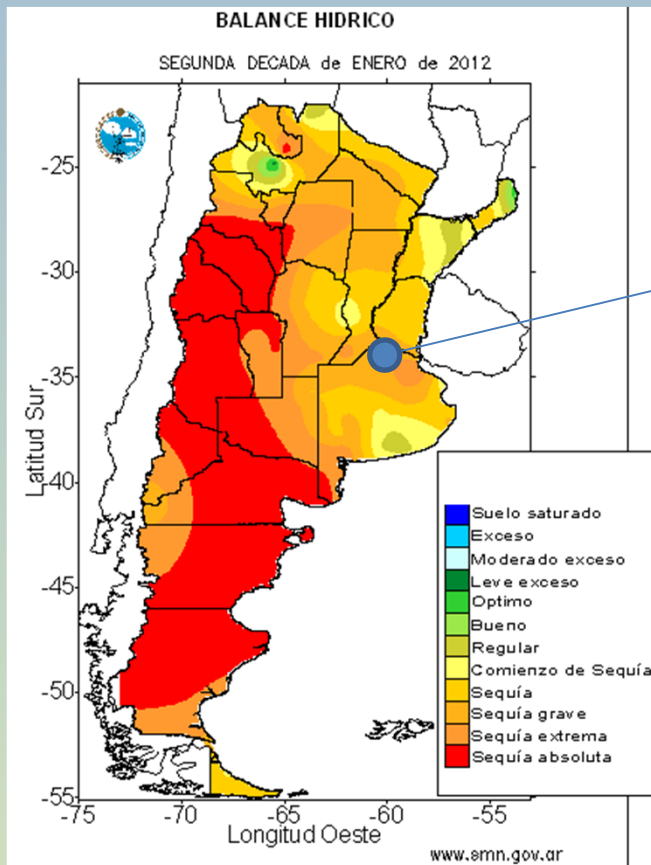 BALANCE HIDRICO
SEGUNDA DECADA de ENERO de 2012
Latitud Sur
-25
-30
-35
-40
-45
-50
-55
-75
-70
-65
-60
-55
Longitud Oeste
Suelo saturado
Exceso
Moderado exceso
Leve exceso
Optimo
Bueno
Regular
Comienzo de Sequía
Sequía
Sequía grave
Sequía extrema
Sequía absoluta
www.smn.gov.ar